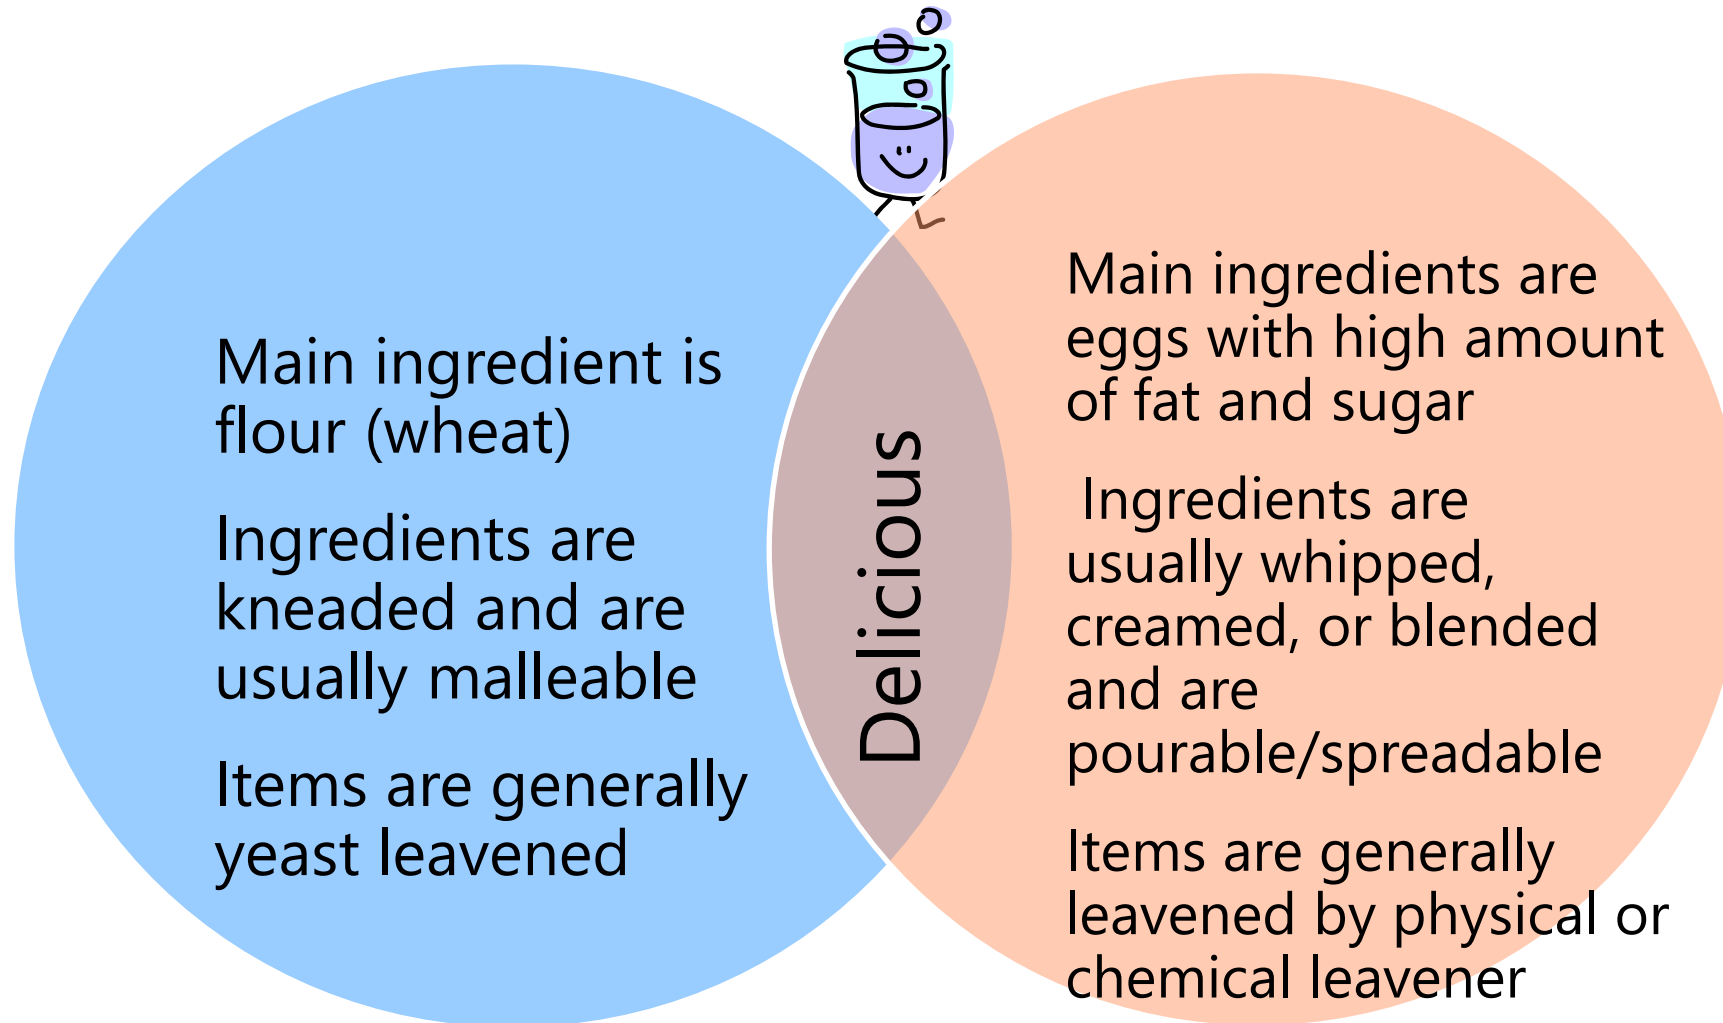 Main ingredient is
flour (wheat)
Ingredients are
kneaded and are
usually malleable
Items are generally
yeast leavened
Delicious
Main ingredients are
eggs with high amount
of fat and sugar
Ingredients are
usually whipped,
creamed, or blended
and are
pourable/spreadable
Items are generally
leavened by physical or
chemical leavener